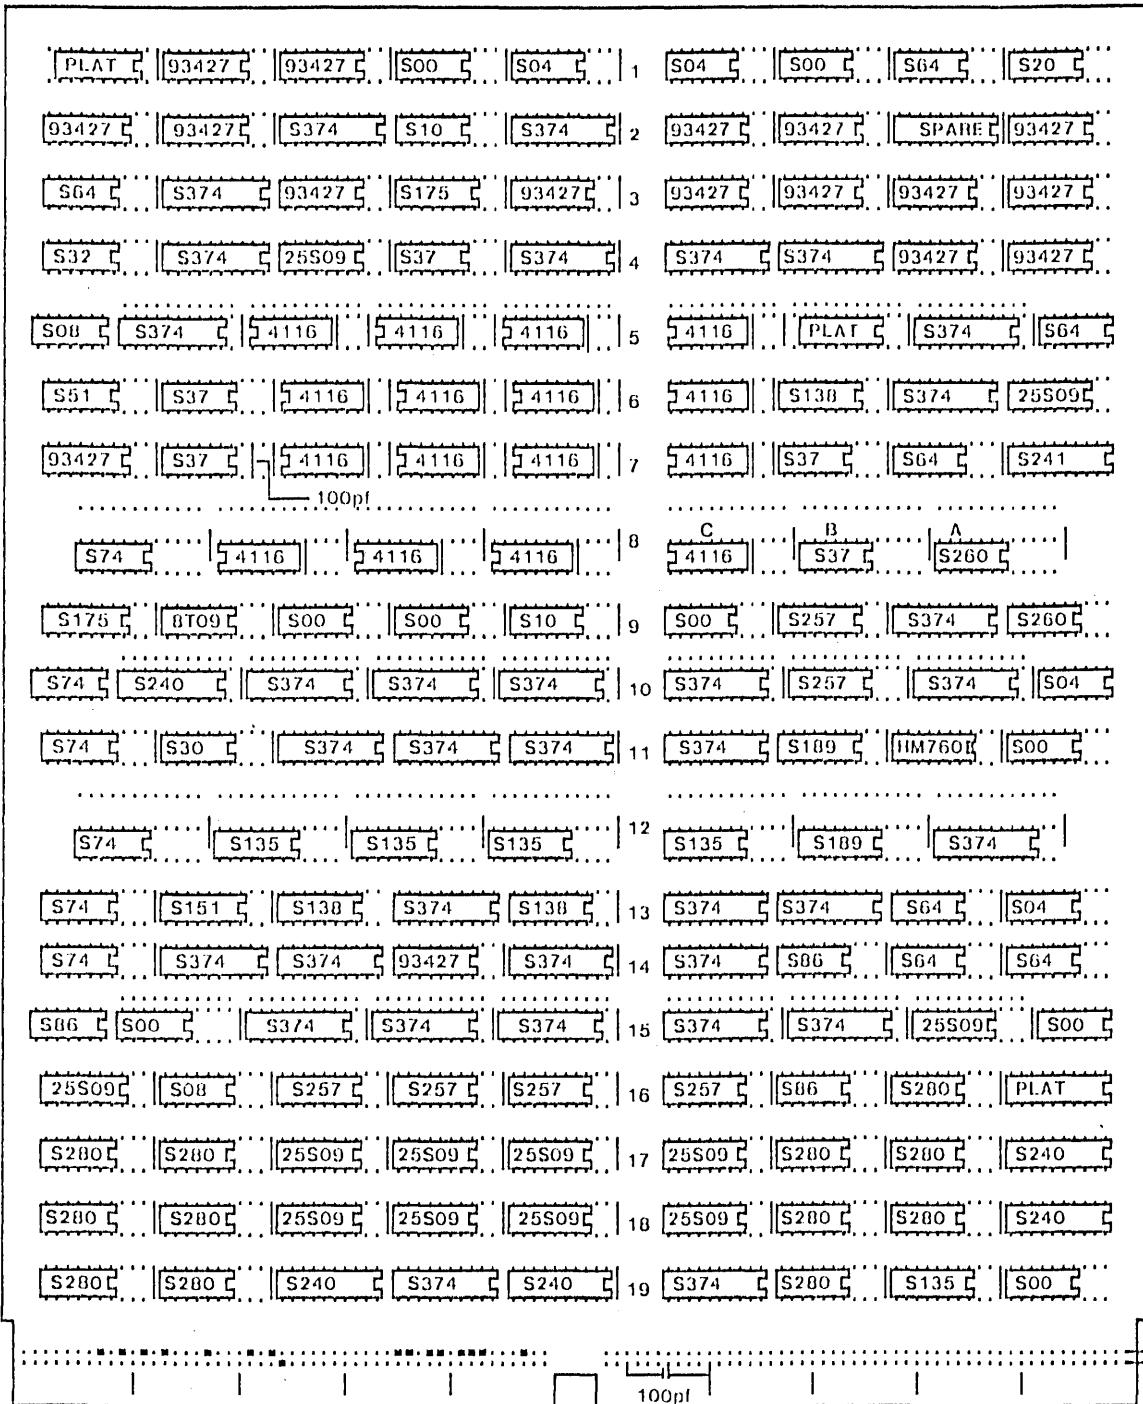 PLAT 93427 93427 S00 S04 1 S04 S00 S64 S20
93427 93427 S374 S10 S374 2 93427 93427 SPARE 93427
S64 S374 93427 S175 93427 3 93427 93427 93427 93427
S32 S374 25S09 S37 S374 4 S374 S374 93427 93427
S08 S374 4116 4116 4116 5 4116 PLAT S374 S64
S51 S37 4116 4116 4116 6 4116 S138 S374 25S09
93427 S37 4116 4116 4116 7 4116 S37 S64 S241
100pf
8 C B A
S74 4116 4116 4116 4116 S37 S260
S175 8T09 S00 S00 S10 9 S00 S257 S374 S260
S74 S240 S374 S374 S374 10 S374 S257 S374 S04
S74 S30 S374 S374 S374 11 S374 S189 S00
12
S74 S135 S135 S135 S135 S189 S374
S74 S151 S138 S374 S138 13 S374 S374 S64 S04
S74 S374 S374 93427 S374 14 S374 S86 S64 S64
S86 S00 S374 S374 S374 15 S374 S374 25S09 S00
25S09 S08 S257 S257 S257 16 S257 S86 S280 PLAT
S280 S280 25S09 25S09 25S09 17 25S09 S280 S280 S240
S280 S280 25S09 25S09 25S09 18 25S09 S280 S280 S240
S280 S280 S240 S374 S240 19 S374 S280 S135 S00
100pf